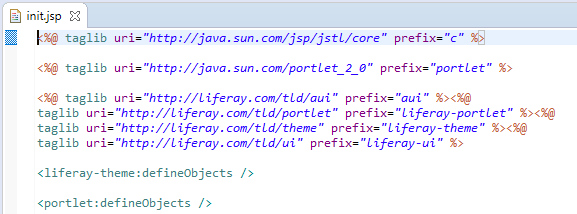 init.jsp
<%@ taglib uri="http://java.sun.com/jsp/jstl/core" prefix="c" %>
<%@ taglib uri="http://java.sun.com/portlet_2_0" prefix="portlet" %>
<%@ taglib uri="http://liferay.com/tld/aui" prefix="aui" %><%@
taglib uri="http://liferay.com/tld/portlet" prefix="liferay-portlet" %><%@
taglib uri="http://liferay.com/tld/theme" prefix="liferay-theme" %><%@
taglib uri="http://liferay.com/tld/ui" prefix="liferay-ui" %>
<liferay-theme:defineObjects />
<portlet:defineObjects />